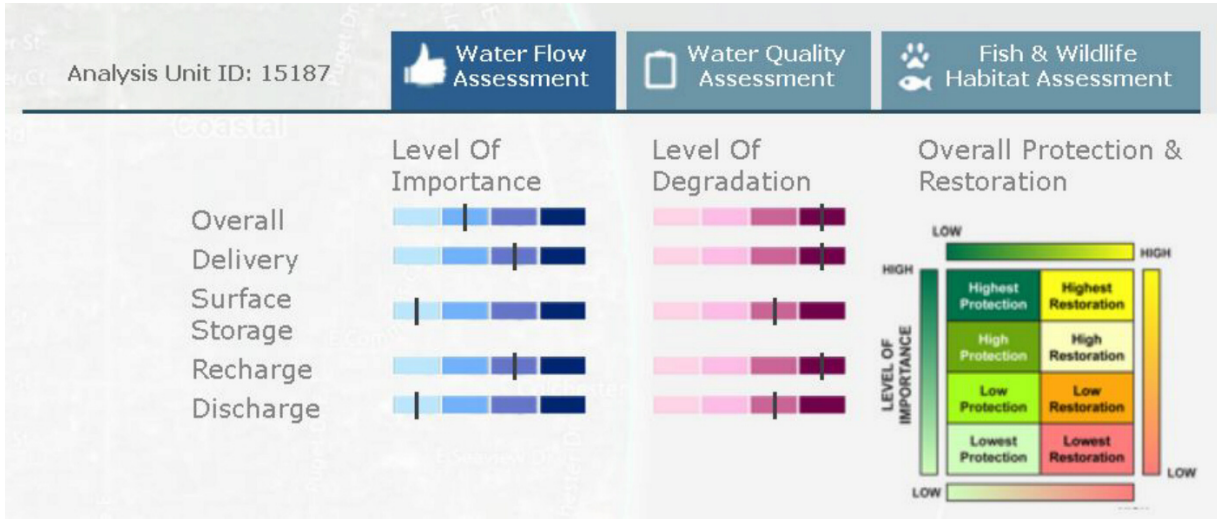 Analysis Unit ID: 15187
Water Flow
Assessment
Water Quality
Assessment
Fish & Wildlife
Habitat Assessment
Coastal
Level Of
Importance
Level Of
Degradation
Overall Protection &
Restoration
Overall
Delivery
Surface
Storage
Recharge
Discharge
LOW
HIGH
HIGH
Highest
Protection
Highest
Restoration
High
Protection
High
Restoration
Low
Protection
Low
Restoration
Lowest
Protection
Lowest
Restoration
LEVEL OF
IMPORTANCE
LOW
LOW